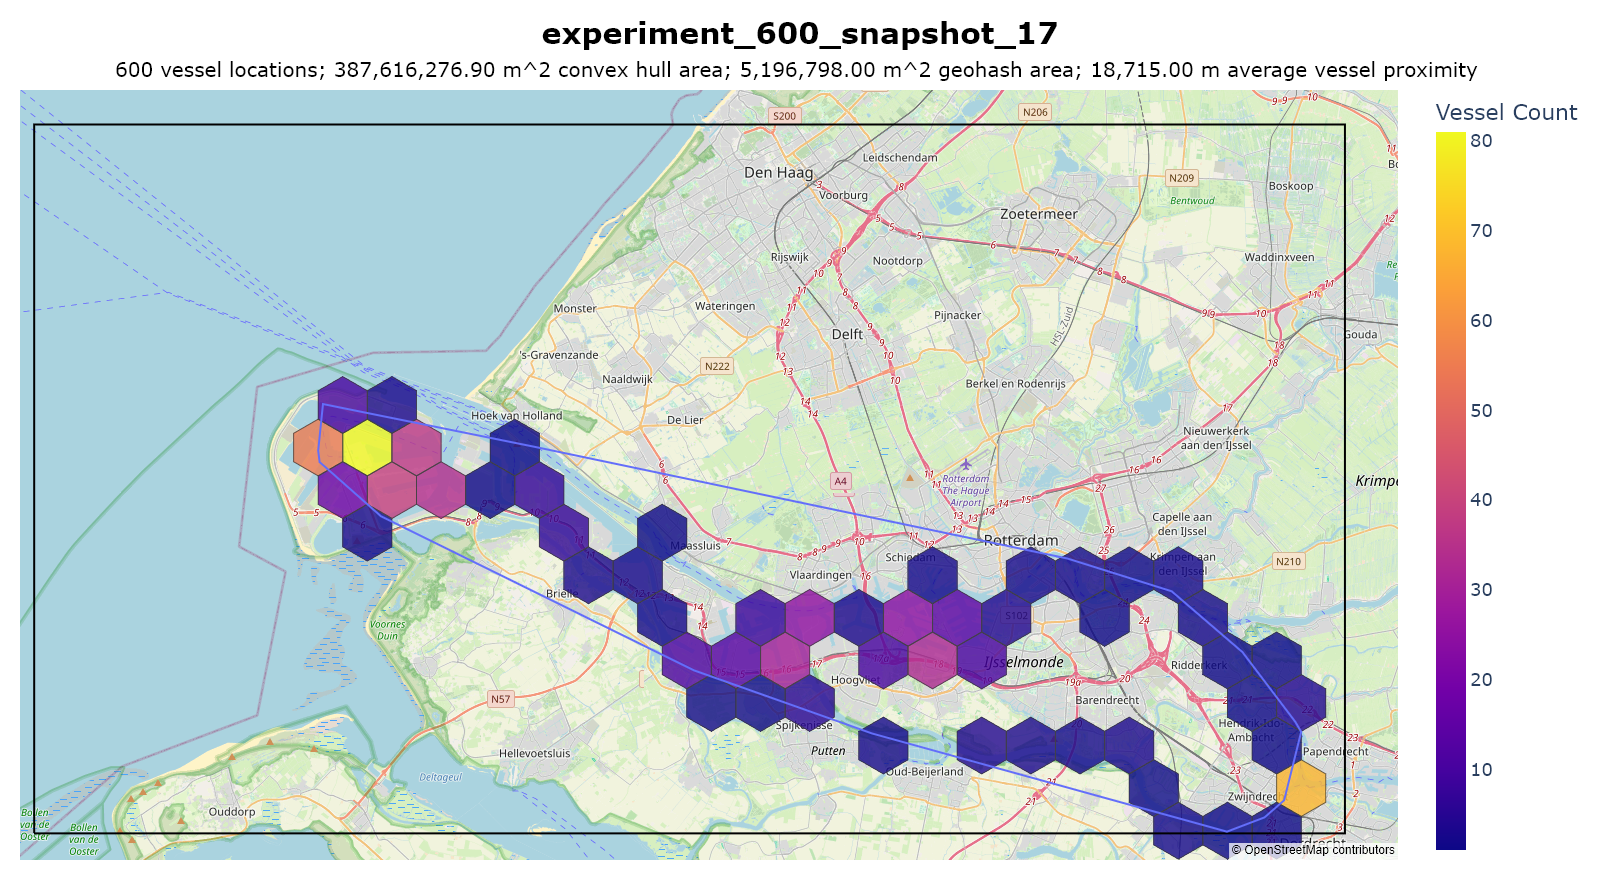 experiment_600_snapshot_17
600 vessel locations; 387,616,276.90 m^2 convex hull area; 5,196,798.00 m^2 geohash area; 18,715.00 m average vessel proximity
Vessel Count
80
70
60
50
40
30
20
10
S200
N206
Leidschendam
Den Haag
Voorburg
N209
Boskoop
Bentwoud
Zoetermeer
Rijswijk
Nootdorp
Waddinxveen
Monster
Wateringen
Pijnacker
HSL-Zuid
Delft
Gouda
's-Gravenzande
N222
Naaldwijk
Berkel en Rodenrijs
Hoek van Holland
De Lier
Nieuwerkerk
aan den IJssel
A4
Rotterdam
The Hague
Airport
Krimpe
Capelle aan
den IJssel
Rotterdam
Maassluis
Schiedam
Krimpen aan
den IJssel
N210
Vlaardingen
Brielle
S102
Voornes
Duin
IJsselmonde
Ridderkerk
Hoogvliet
N57
Barendrecht
Spijkenisse
Hendrik-Ido-
Ambacht
Hellevoetsluis
Putten
Papendrecht
Oud-Beijerland
Deltageul
Zwijndrec
Ouddorp
Bollen
van de
Ooster
Bollen
van de
Ooster
Dordrecht
© OpenStreetMap contributors